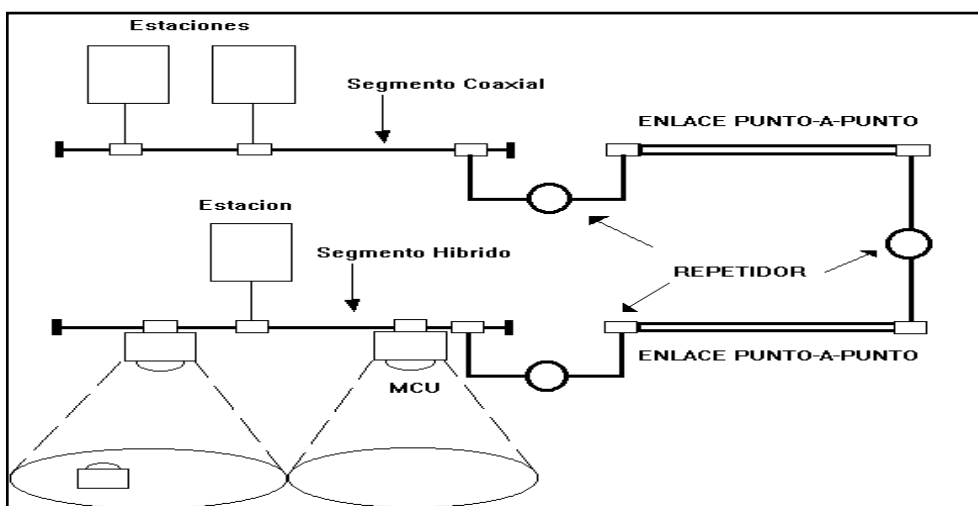 Estaciones
Segmento Coaxial
ENLACE PUNTO-A-PUNTO
Estacion
Segmento Hibrido
REPETIDOR
ENLACE PUNTO-A-PUNTO
MCU